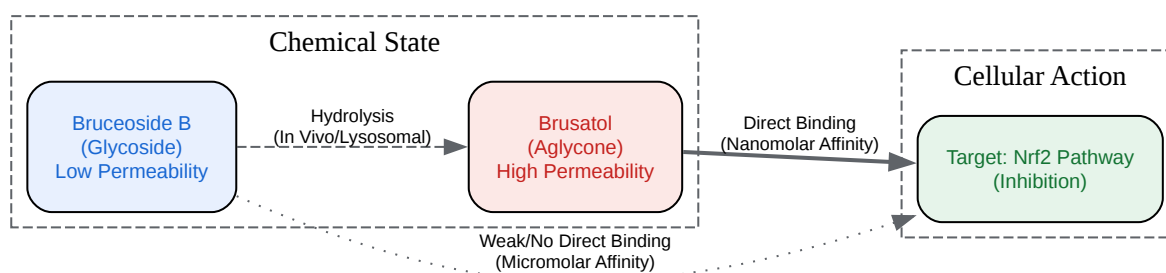 Chemical State
Bruceoside B
(Glycoside)
Low Permeability
Hydrolysis
(In Vivo/Lysosomal)
Brusatol
(Aglycone)
High Permeability
Direct Binding
(Nanomolar Affinity)
Cellular Action
Target: Nrf2 Pathway
(Inhibition)
Weak/No Direct Binding
(Micromolar Affinity)